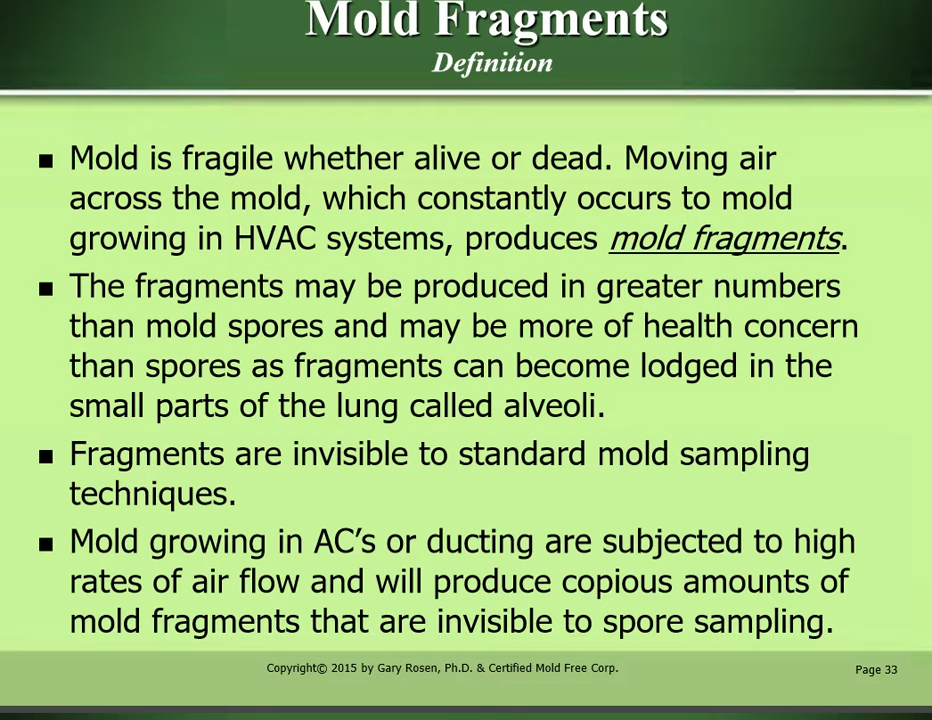 Mold Fragments
Definition
■ Mold is fragile whether alive or dead. Moving air
across the mold, which constantly occurs to mold
growing in HVAC systems, produces mold fragments.
■ The fragments may be produced in greater numbers
than mold spores and may be more of health concern
than spores as fragments can become lodged in the
small parts of the lung called alveoli.
■ Fragments are invisible to standard mold sampling
techniques.
■ Mold growing in AC’s or ducting are subjected to high
rates of air flow and will produce copious amounts of
mold fragments that are invisible to spore sampling.
Copyright© 2015 by Gary Rosen, Ph.D. & Certified Mold Free Corp.
Page 33